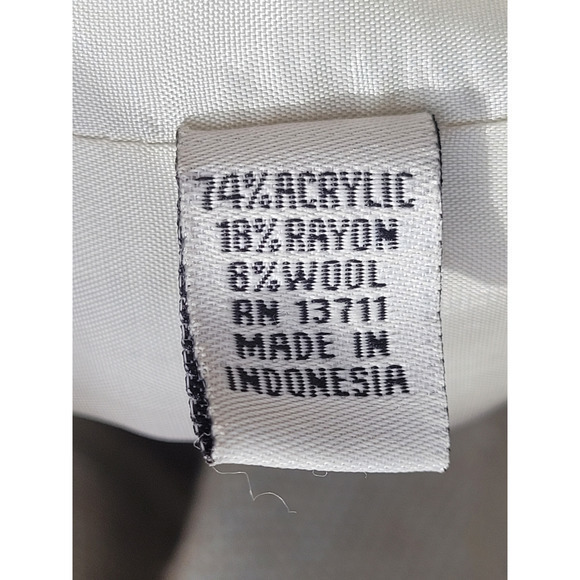 74% ACRYLIC
18% RAYON
8% WOOL
RN 13711
MADE IN
INDONESIA